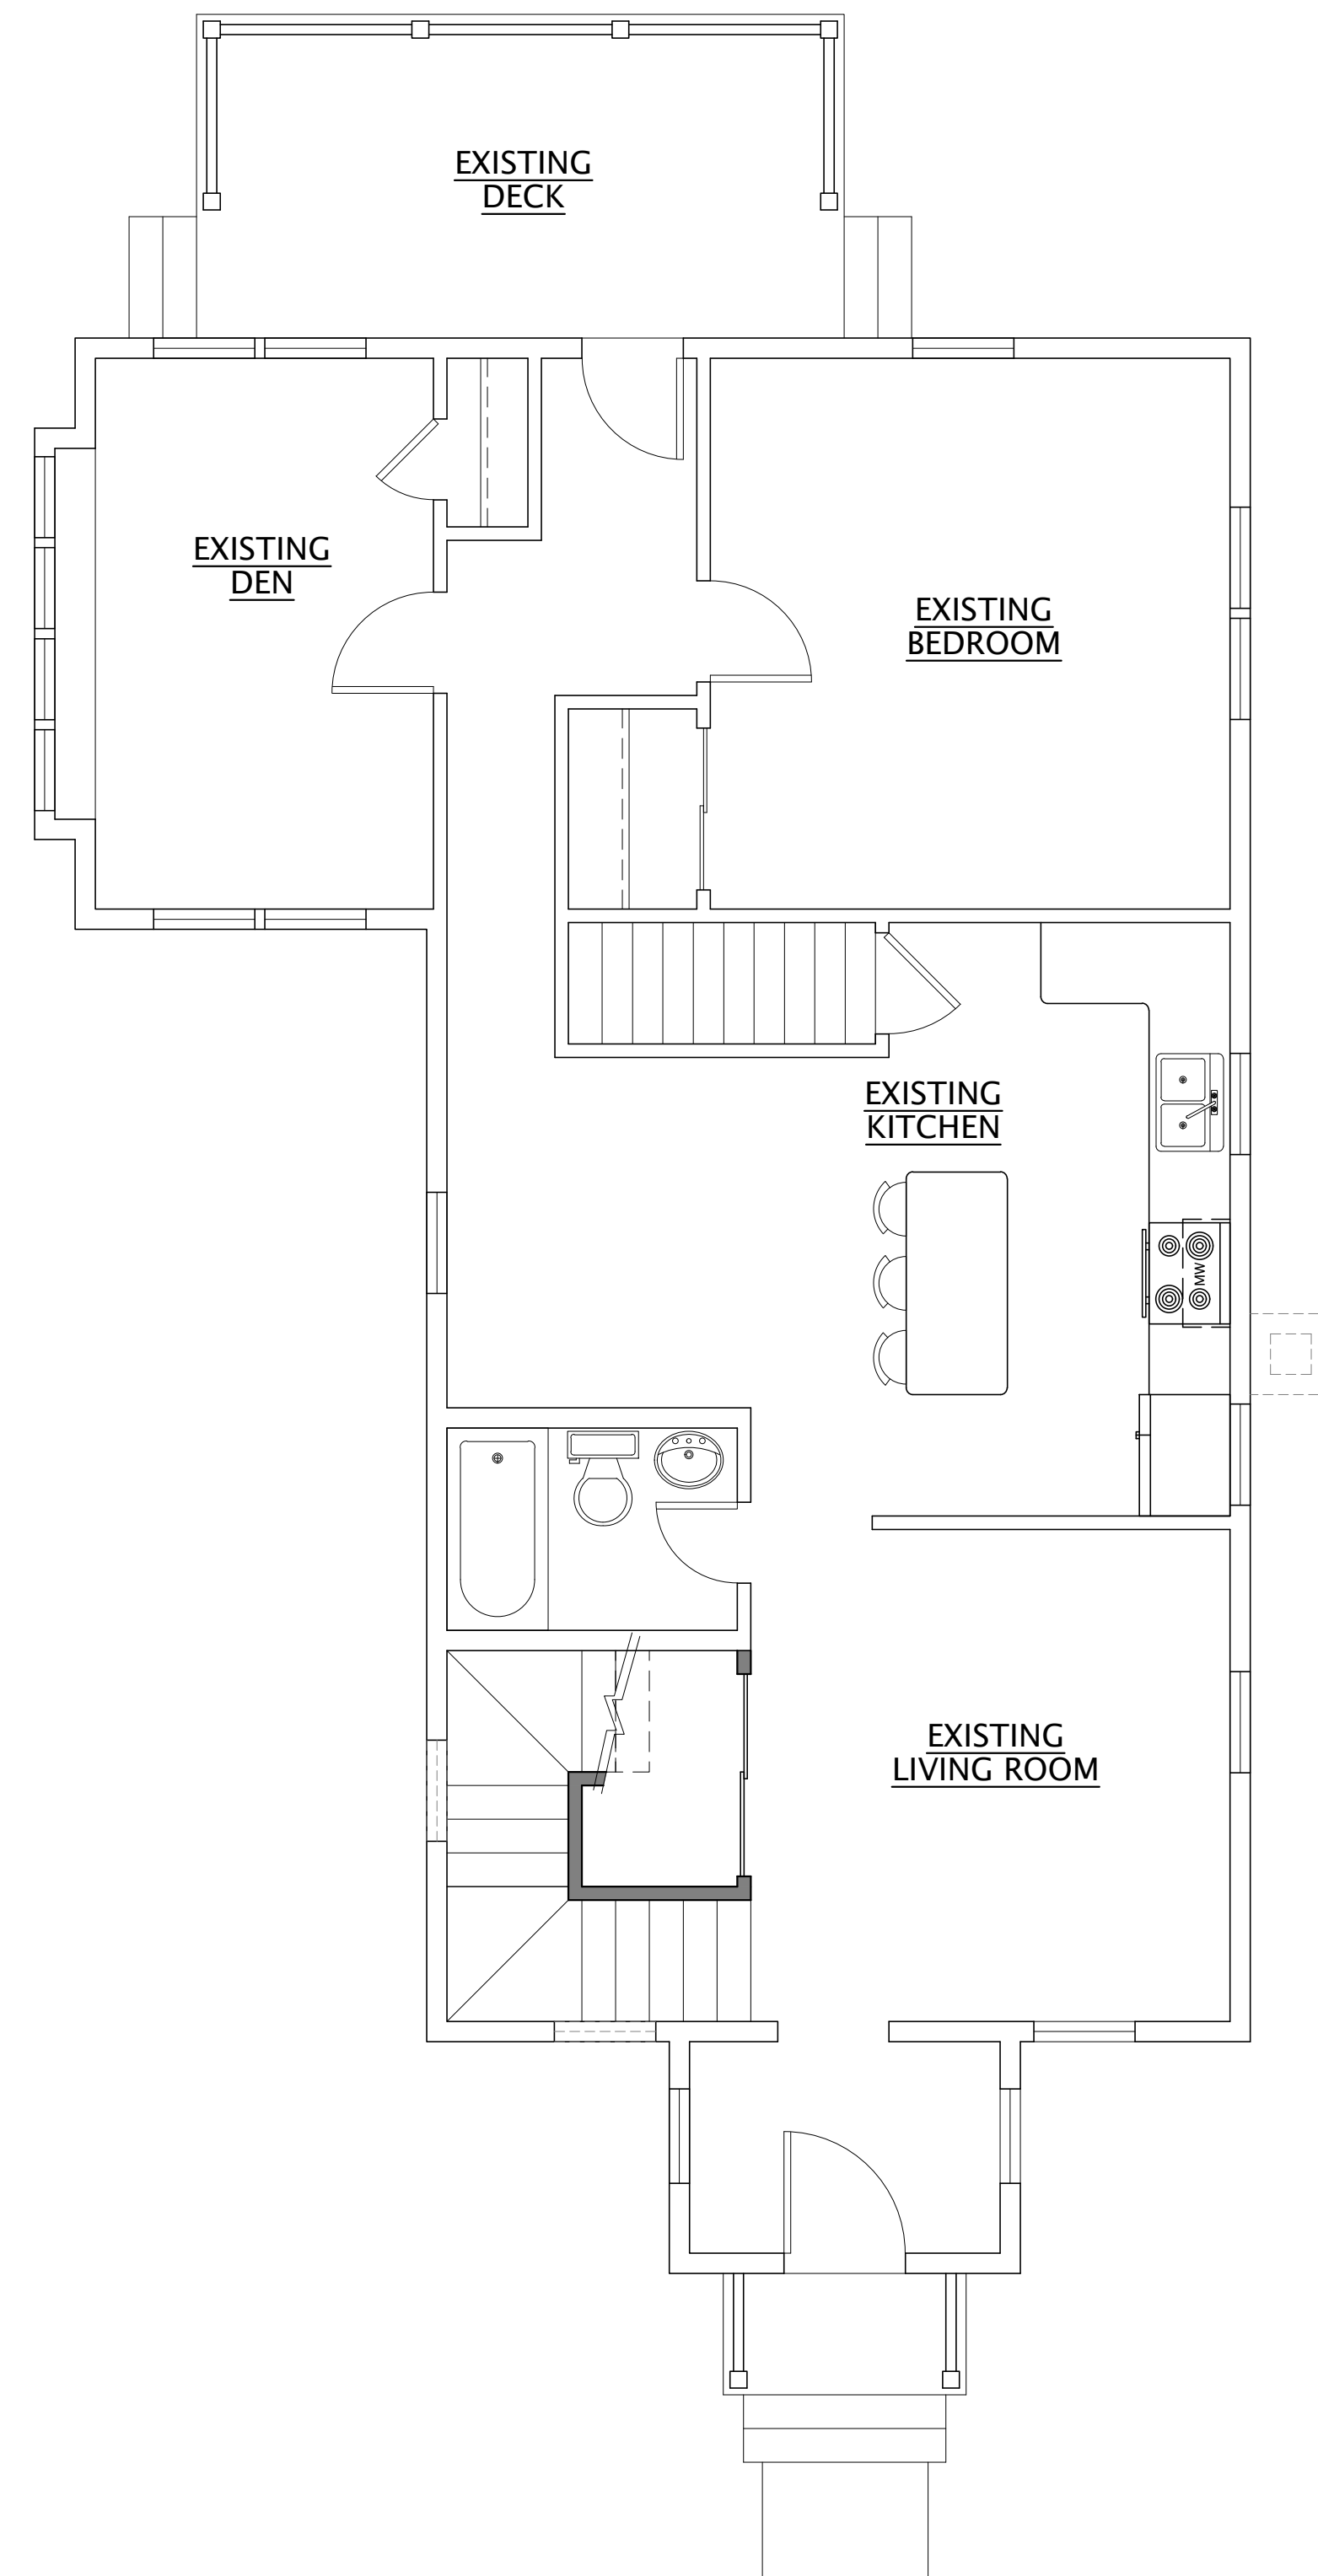 EXISTING
DECK
EXISTING
DEN
EXISTING
BEDROOM
EXISTING
KITCHEN
MW
EXISTING
LIVING ROOM